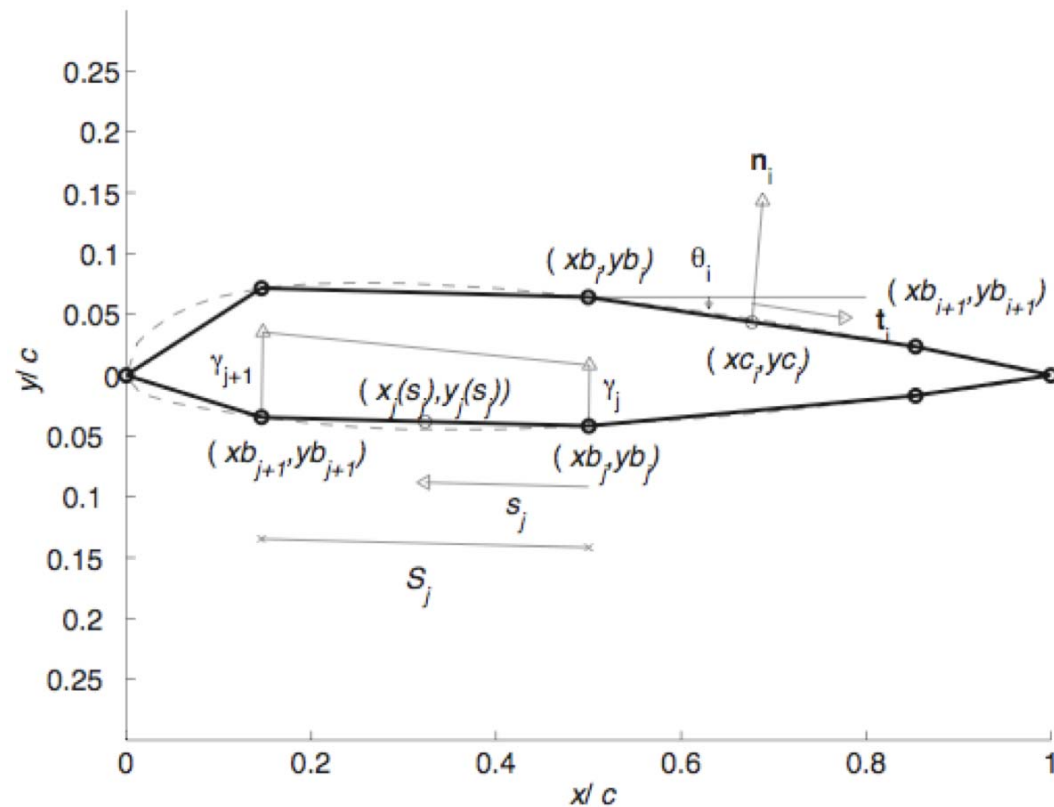 0.25
0.2
0.15
0.1
0.05
0
0.05
0.1
0.15
0.2
0.25
y/ c
n_i
( xb_i, yb_i)
θ_i
( xb_{i+1}, yb_{i+1})
t_i
( xc_i, yc_i)
γ_{j+1}
( x_j(s_j), y_j(s_j))
γ_j
( xb_{j+1}, yb_{j+1})
( xb_j, yb_j)
s_j
S_j
0 0.2 0.4 0.6 0.8 1
x/ c